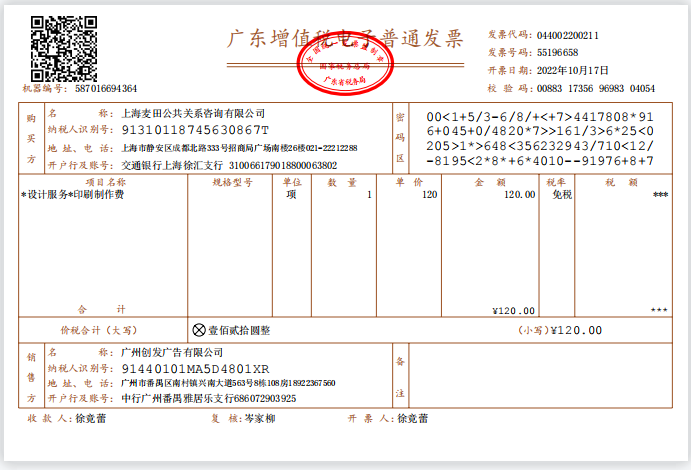 广东增值税电子普通发票
全国统一发票监制章
国家税务总局
广东省税务局
发票代码: 044002200211
发票号码: 55196658
开票日期: 2022年10月17日
校 验 码: 00883 17356 96983 04054
机器编号: 587016694364
购买方
名 称: 上海麦田公共关系咨询有限公司
纳税人识别号: 91310118745630867T
地 址、电 话: 上海市静安区成都北路333号招商局广场南楼26楼021-22212288
开户行及账号: 交通银行上海徐汇支行 310066179018800063802
密码区
00<1+5/3-6/8/+<+7>4417808*91
6+045+0/4820*7>>161/3>6*25<0
205>1*>648<356232943/710<12/
-8195<2*8*+6*4010--91976+8+7
项目名称 规格型号 单位 数 量 单 价 金 额 税率 税 额
*设计服务*印刷制作费 项 1 120 120.00 免税 ***
合 计 ¥120.00 ***
价税合计（大写） ⊗壹佰贰拾圆整 (小写)¥120.00
销售方
名 称: 广州创发广告有限公司
纳税人识别号: 91440101MA5D4801XR
地 址、电 话: 广州市番禺区南村镇兴南大道563号8栋108房18922367560
开户行及账号: 中行广州番禺雅居乐支行686072903925
备注
收 款 人: 徐竟蕾 复 核: 岑家柳 开 票 人: 徐竟蕾